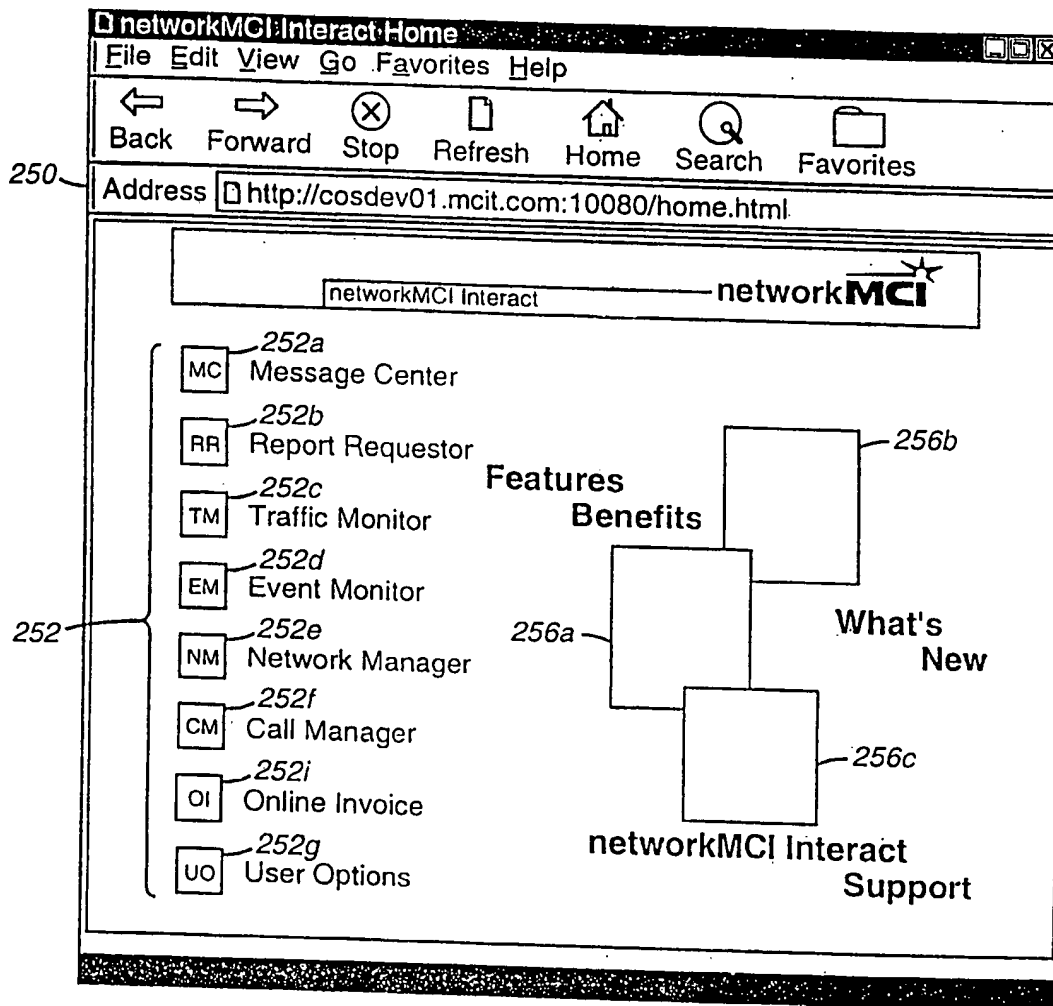 networkMCI Interact Home
File Edit View Go Favorites Help
Back Forward Stop Refresh Home Search Favorites
250
Address http://cosdev01.mcit.com:10080/home.html
networkMCI Interact
networkMCI
252a
MC Message Center
252b
RR Report Requestor
252c
TM Traffic Monitor
252d
EM Event Monitor
252
252e
NM Network Manager
252f
CM Call Manager
252i
OI Online Invoice
252g
UO User Options
256b
Features
Benefits
256a
What's
New
256c
networkMCI Interact
Support